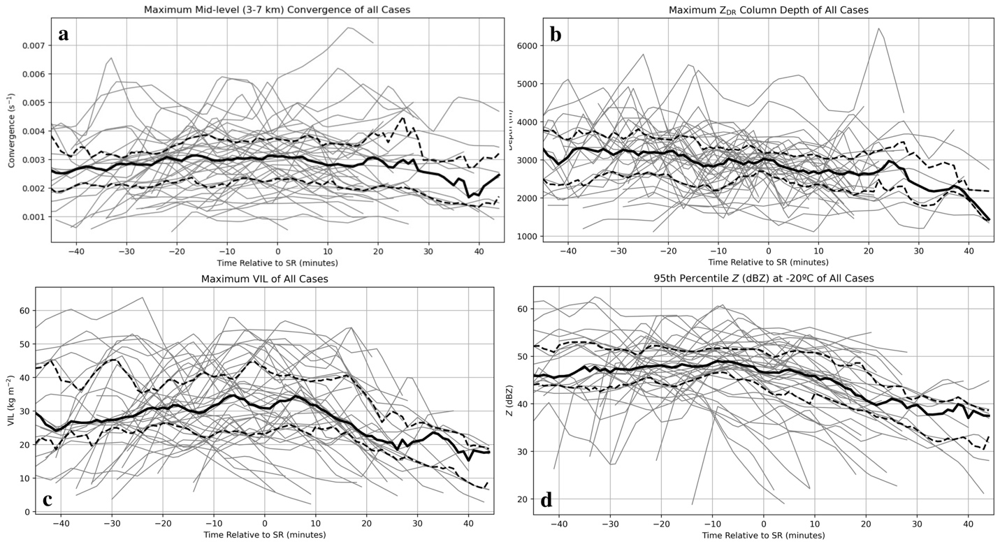 Maximum Mid-level (3-7 km) Convergence of all Cases
a
Convergence (s⁻¹)
0.007
0.006
0.005
0.004
0.003
0.002
0.001
−40 −30 −20 −10 0 10 20 30 40
Time Relative to SR (minutes)
Maximum Z_DR Column Depth of All Cases
b
Depth (m)
6000
5000
4000
3000
2000
1000
−40 −30 −20 −10 0 10 20 30 40
Time Relative to SR (minutes)
Maximum VIL of All Cases
c
VIL (kg m⁻²)
60
50
40
30
20
10
0
−40 −30 −20 −10 0 10 20 30 40
Time Relative to SR (minutes)
95th Percentile Z (dBZ) at -20ºC of All Cases
d
Z (dBZ)
60
50
40
30
20
−40 −30 −20 −10 0 10 20 30 40
Time Relative to SR (minutes)